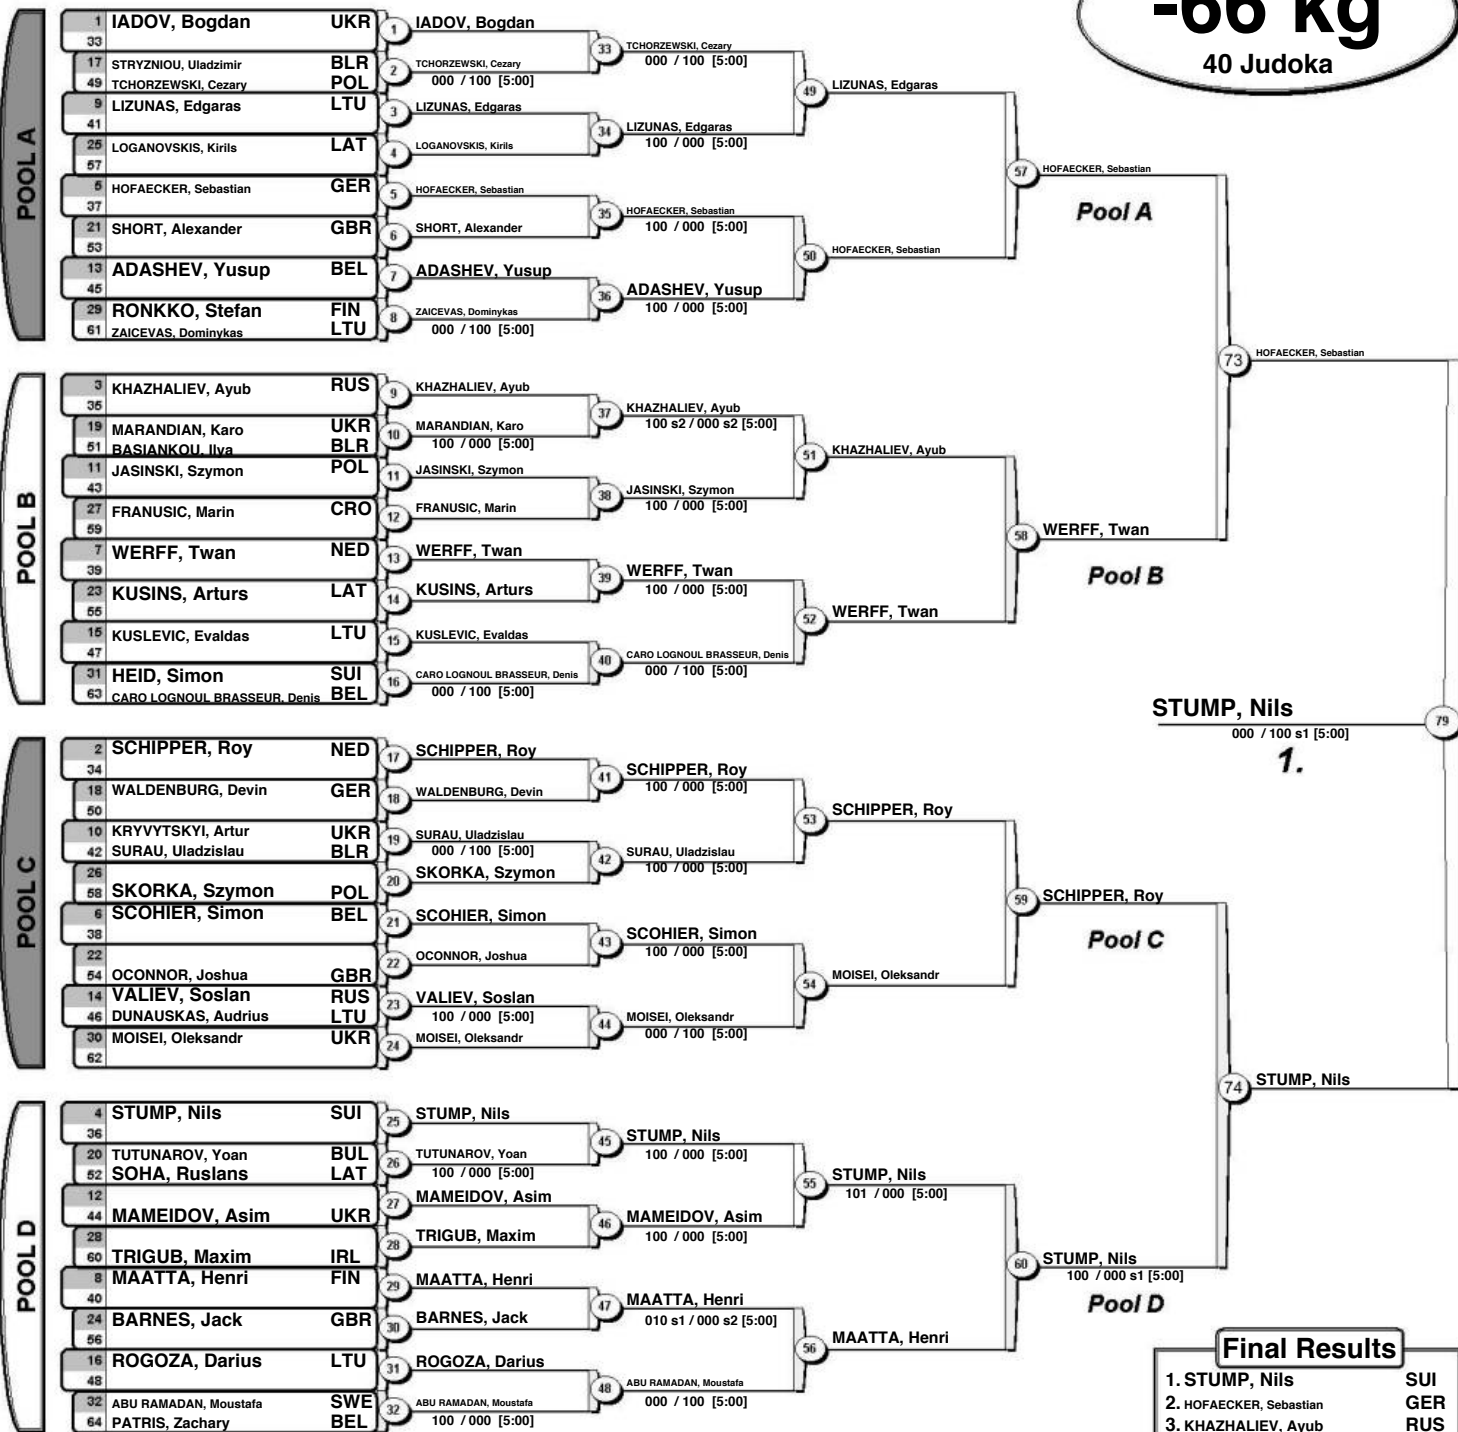 -66 kg
40 Judoka
POOL A
1 IADOV, Bogdan UKR
33
17 STRYZNIOU, Uladzimir BLR
49 TCHORZEWSKI, Cezary POL
9 LIZUNAS, Edgaras LTU
41
25 LOGANOVSKIS, Kirils LAT
57
5 HOFAECKER, Sebastian GER
37
21 SHORT, Alexander GBR
53
13 ADASHEV, Yusup BEL
45
29 RONKKO, Stefan FIN
61 ZAICEVAS, Dominykas LTU
1 IADOV, Bogdan
2 TCHORZEWSKI, Cezary
000 / 100 [5:00]
3 LIZUNAS, Edgaras
4 LOGANOVSKIS, Kirils
5 HOFAECKER, Sebastian
6 SHORT, Alexander
7 ADASHEV, Yusup
8 ZAICEVAS, Dominykas
000 / 100 [5:00]
33 TCHORZEWSKI, Cezary
000 / 100 [5:00]
34 LIZUNAS, Edgaras
100 / 000 [5:00]
35 HOFAECKER, Sebastian
100 / 000 [5:00]
36 ADASHEV, Yusup
100 / 000 [5:00]
49 LIZUNAS, Edgaras
50 HOFAECKER, Sebastian
57 HOFAECKER, Sebastian
Pool A
POOL B
3 KHAZHALIEV, Ayub RUS
35
19 MARANDIAN, Karo UKR
51 BASIANKOU, Ilya BLR
11 JASINSKI, Szymon POL
43
27 FRANUSIC, Marin CRO
59
7 WERFF, Twan NED
39
23 KUSINS, Arturs LAT
55
15 KUSLEVIC, Evaldas LTU
47
31 HEID, Simon SUI
63 CARO LOGNOUL BRASSEUR, Denis BEL
9 KHAZHALIEV, Ayub
10 MARANDIAN, Karo
100 / 000 [5:00]
11 JASINSKI, Szymon
12 FRANUSIC, Marin
13 WERFF, Twan
14 KUSINS, Arturs
15 KUSLEVIC, Evaldas
16 CARO LOGNOUL BRASSEUR, Denis
000 / 100 [5:00]
37 KHAZHALIEV, Ayub
100 s2 / 000 s2 [5:00]
38 JASINSKI, Szymon
100 / 000 [5:00]
39 WERFF, Twan
100 / 000 [5:00]
40 CARO LOGNOUL BRASSEUR, Denis
000 / 100 [5:00]
51 KHAZHALIEV, Ayub
52 WERFF, Twan
58 WERFF, Twan
Pool B
73 HOFAECKER, Sebastian
STUMP, Nils 79
000 / 100 s1 [5:00]
1.
POOL C
2 SCHIPPER, Roy NED
34
18 WALDENBURG, Devin GER
50
10 KRYVYTSKYI, Artur UKR
42 SURAU, Uladzislau BLR
26
58 SKORKA, Szymon POL
6 SCOHIER, Simon BEL
38
22
54 OCONNOR, Joshua GBR
14 VALIEV, Soslan RUS
46 DUNAUSKAS, Audrius LTU
30 MOISEI, Oleksandr UKR
62
17 SCHIPPER, Roy
18 WALDENBURG, Devin
19 SURAU, Uladzislau
000 / 100 [5:00]
20 SKORKA, Szymon
21 SCOHIER, Simon
22 OCONNOR, Joshua
23 VALIEV, Soslan
100 / 000 [5:00]
24 MOISEI, Oleksandr
41 SCHIPPER, Roy
100 / 000 [5:00]
42 SURAU, Uladzislau
100 / 000 [5:00]
43 SCOHIER, Simon
100 / 000 [5:00]
44 MOISEI, Oleksandr
000 / 100 [5:00]
53 SCHIPPER, Roy
54 MOISEI, Oleksandr
59 SCHIPPER, Roy
Pool C
74 STUMP, Nils
POOL D
4 STUMP, Nils SUI
36
20 TUTUNAROV, Yoan BUL
52 SOHA, Ruslans LAT
12
44 MAMEIDOV, Asim UKR
28
60 TRIGUB, Maxim IRL
8 MAATTA, Henri FIN
40
24 BARNES, Jack GBR
56
16 ROGOZA, Darius LTU
48
32 ABU RAMADAN, Moustafa SWE
64 PATRIS, Zachary BEL
25 STUMP, Nils
26 TUTUNAROV, Yoan
100 / 000 [5:00]
27 MAMEIDOV, Asim
28 TRIGUB, Maxim
29 MAATTA, Henri
30 BARNES, Jack
31 ROGOZA, Darius
32 ABU RAMADAN, Moustafa
100 / 000 [5:00]
45 STUMP, Nils
100 / 000 [5:00]
46 MAMEIDOV, Asim
100 / 000 [5:00]
47 MAATTA, Henri
010 s1 / 000 s2 [5:00]
48 ABU RAMADAN, Moustafa
000 / 100 [5:00]
55 STUMP, Nils
101 / 000 [5:00]
56 MAATTA, Henri
60 STUMP, Nils
100 / 000 s1 [5:00]
Pool D
Final Results
1. STUMP, Nils SUI
2. HOFAECKER, Sebastian GER
3. KHAZHALIEV, Ayub RUS